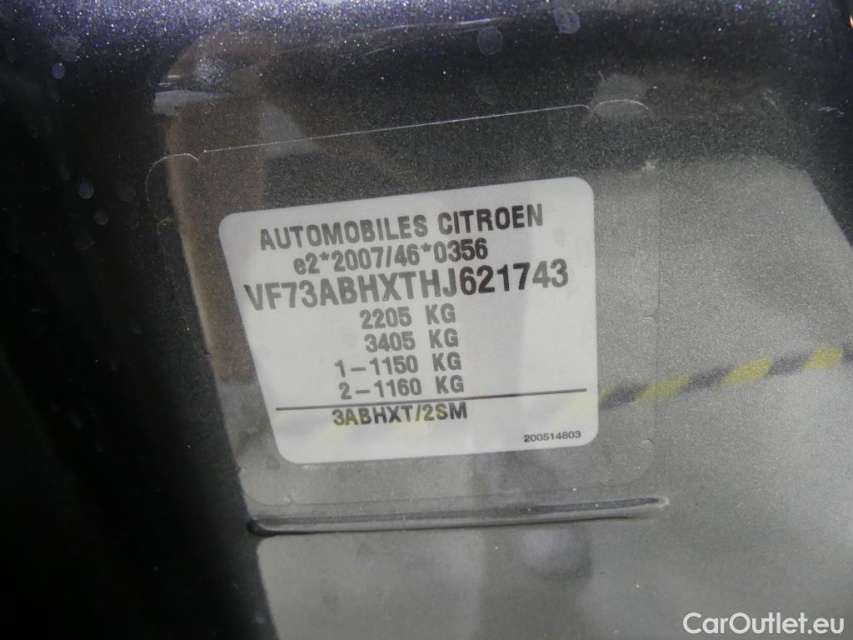 AUTOMOBILES CITROEN
e2*2007/46*0356
VF73ABHXTHJ621743
2205 KG
3405 KG
1-1150 KG
2-1160 KG
3ABHXT/2SM
200514803
CarOutlet.eu